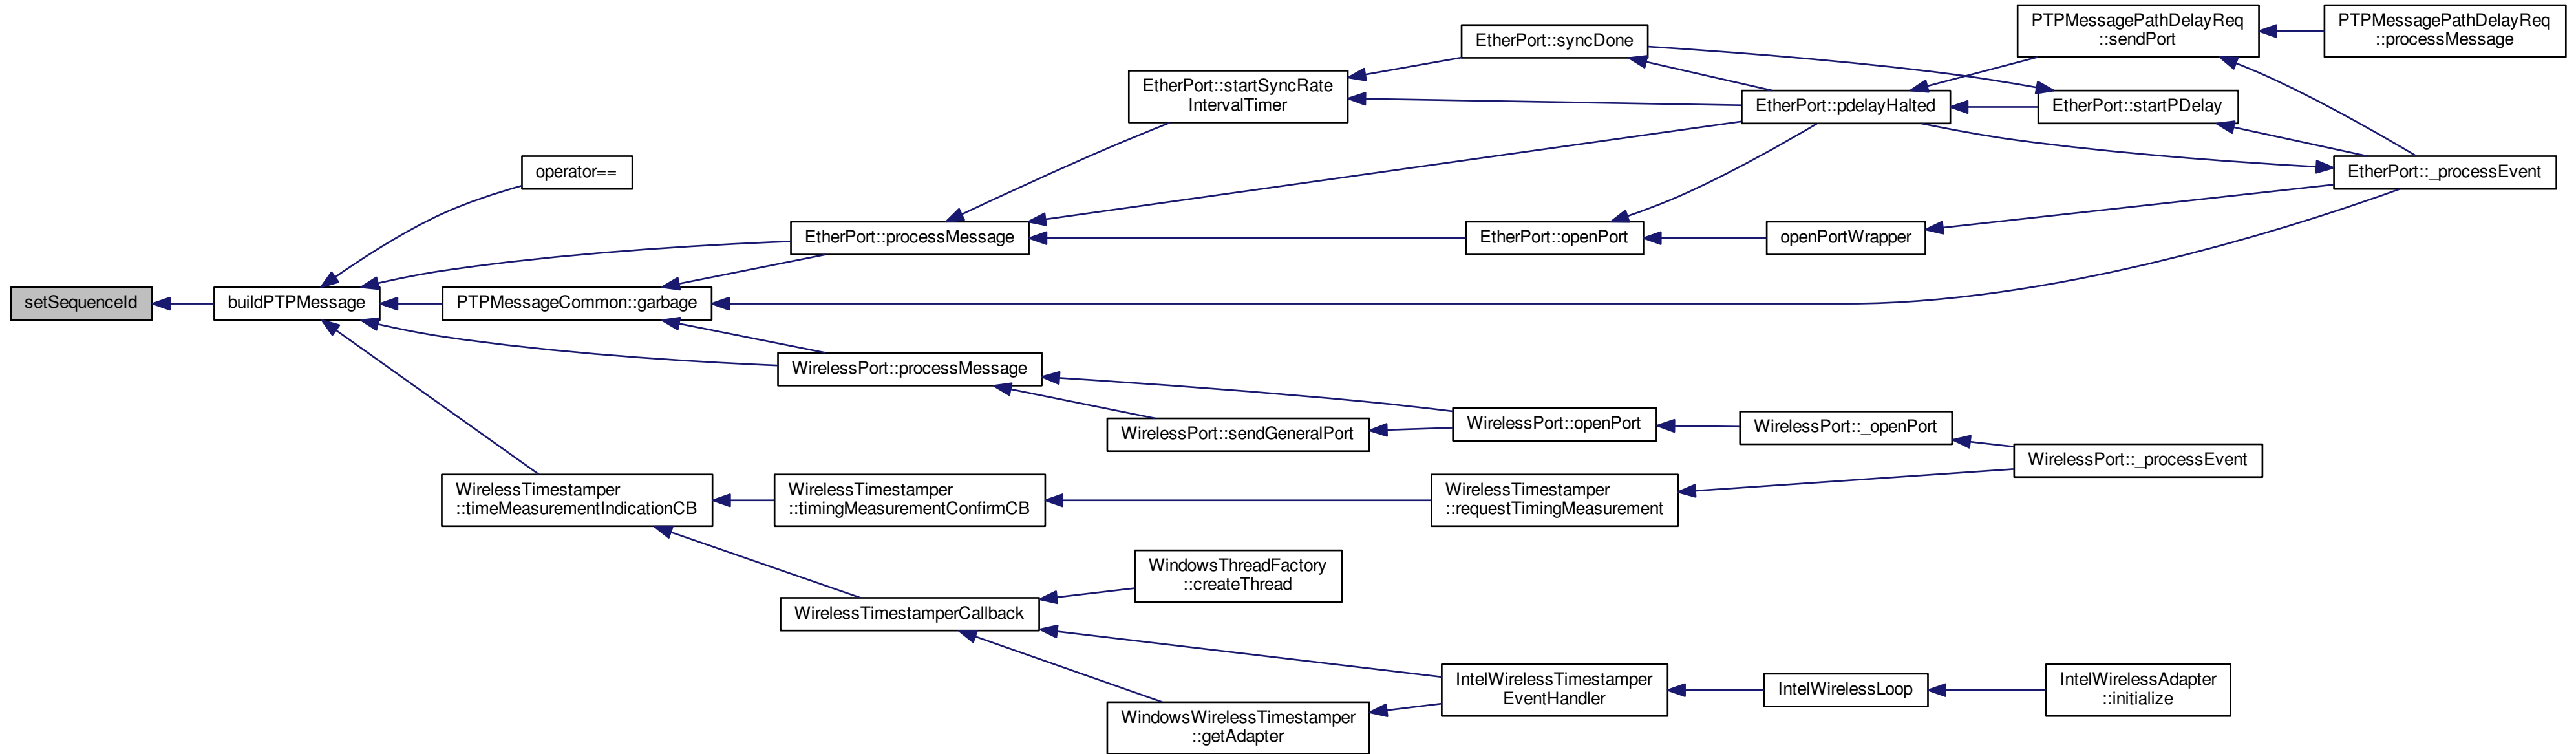 setSequenceId
buildPTPMessage
operator==
EtherPort::processMessage
PTPMessageCommon::garbage
WirelessPort::processMessage
WirelessTimestamper
::timeMeasurementIndicationCB
EtherPort::startSyncRate
IntervalTimer
EtherPort::syncDone
EtherPort::pdelayHalted
PTPMessagePathDelayReq
::sendPort
PTPMessagePathDelayReq
::processMessage
EtherPort::startPDelay
EtherPort::_processEvent
EtherPort::openPort
openPortWrapper
WirelessPort::sendGeneralPort
WirelessPort::openPort
WirelessPort::_openPort
WirelessPort::_processEvent
WirelessTimestamper
::timingMeasurementConfirmCB
WirelessTimestamper
::requestTimingMeasurement
WirelessTimestamperCallback
WindowsThreadFactory
::createThread
IntelWirelessTimestamper
EventHandler
IntelWirelessLoop
IntelWirelessAdapter
::initialize
WindowsWirelessTimestamper
::getAdapter